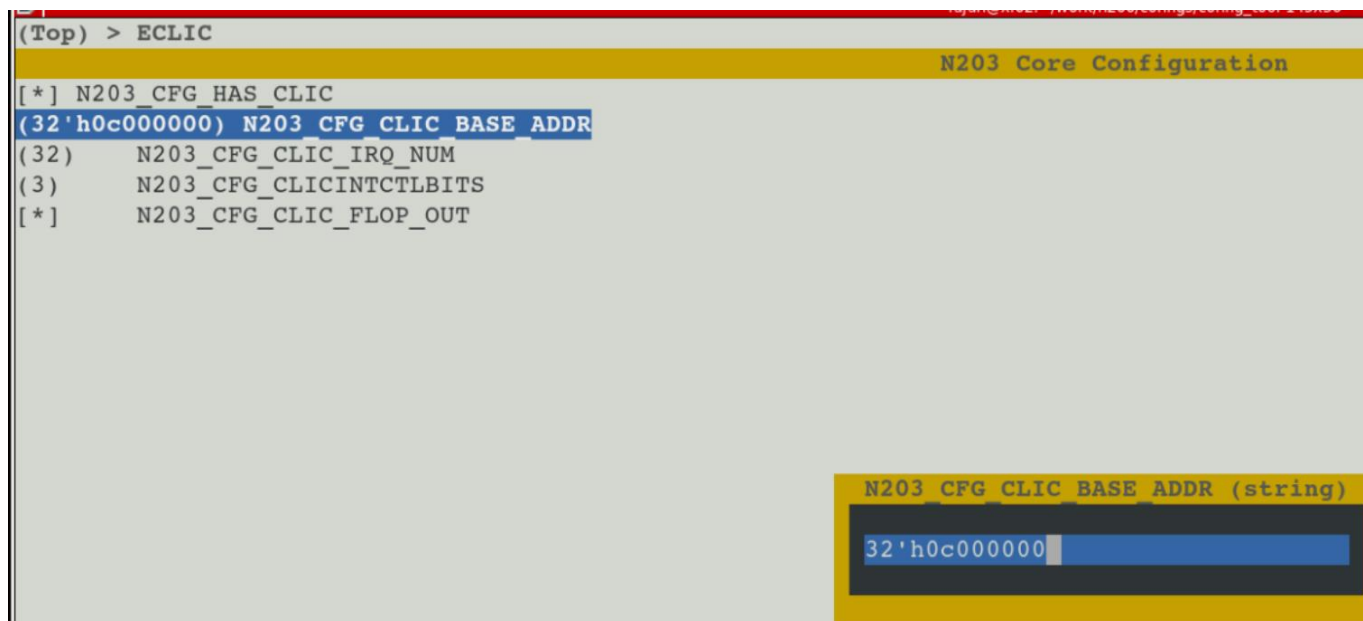 (Top) > ECLIC
N203 Core Configuration
[*] N203_CFG_HAS_CLIC
(32'h0c000000) N203_CFG_CLIC_BASE_ADDR
(32) N203_CFG_CLIC_IRQ_NUM
(3) N203_CFG_CLICINTCTLBITS
[*] N203_CFG_CLIC_FLOP_OUT
N203_CFG_CLIC_BASE_ADDR (string)
32'h0c000000